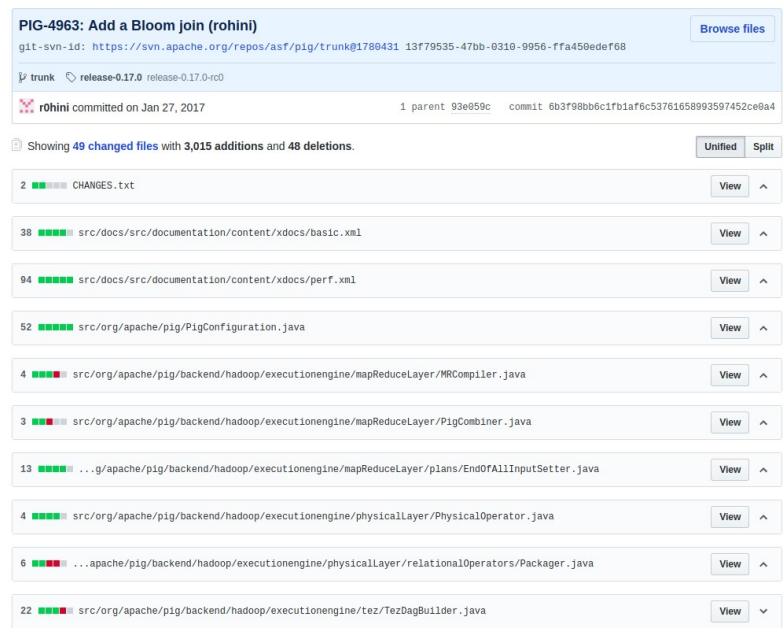 PIG-4963: Add a Bloom join (rohini)
Browse files
git-svn-id: https://svn.apache.org/repos/asf/pig/trunk@1780431 13f79535-47bb-0310-9956-ffa450edef68
trunk release-0.17.0 release-0.17.0-rc0
r0hini committed on Jan 27, 2017 1 parent 93e059c commit 6b3f98bb6c1fb1af6c53761658993597452ce0a4
Showing 49 changed files with 3,015 additions and 48 deletions. Unified Split
2 CHANGES.txt View
38 src/docs/src/documentation/content/xdocs/basic.xml View
94 src/docs/src/documentation/content/xdocs/perf.xml View
52 src/org/apache/pig/PigConfiguration.java View
4 src/org/apache/pig/backend/hadoop/executionengine/mapReduceLayer/MRCompiler.java View
3 src/org/apache/pig/backend/hadoop/executionengine/mapReduceLayer/PigCombiner.java View
13 ...g/apache/pig/backend/hadoop/executionengine/mapReduceLayer/plans/EndOfAllInputSetter.java View
4 src/org/apache/pig/backend/hadoop/executionengine/physicalLayer/PhysicalOperator.java View
6 ...apache/pig/backend/hadoop/executionengine/physicalLayer/relationalOperators/Packager.java View
22 src/org/apache/pig/backend/hadoop/executionengine/tez/TezDagBuilder.java View